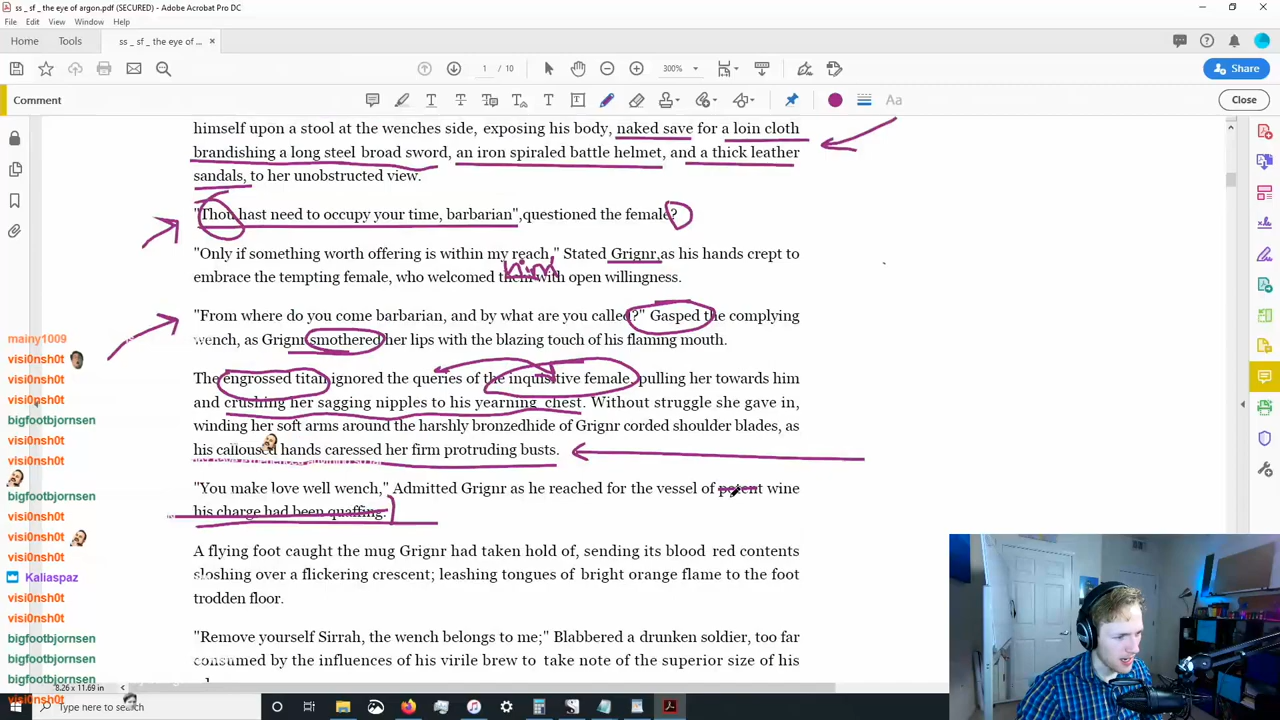 ss _ sf _ the eye of argon.pdf (SECURED) - Adobe Acrobat Pro DC
File Edit View Window Help
Home Tools ss _ sf _ the eye of ... ×
1 / 10 300% Share
Comment Aa Close
himself upon a stool at the wenches side, exposing his body, naked save for a loin cloth
brandishing a long steel broad sword, an iron spiraled battle helmet, and a thick leather
sandals, to her unobstructed view.
"Thou hast need to occupy your time, barbarian",questioned the female?
"Only if something worth offering is within my reach," Stated Grignr,as his hands crept to
him
embrace the tempting female, who welcomed them with open willingness.
"From where do you come barbarian, and by what are you called?" Gasped the complying
wench, as Grignr smothered her lips with the blazing touch of his flaming mouth.
The engrossed titan ignored the queries of the inquisitive female, pulling her towards him
and crushing her sagging nipples to his yearning chest. Without struggle she gave in,
winding her soft arms around the harshly bronzedhide of Grignr corded shoulder blades, as
his calloused hands caressed her firm protruding busts.
"You make love well wench," Admitted Grignr as he reached for the vessel of potent wine
his charge had been quaffing.
A flying foot caught the mug Grignr had taken hold of, sending its blood red contents
sloshing over a flickering crescent; leashing tongues of bright orange flame to the foot
trodden floor.
"Remove yourself Sirrah, the wench belongs to me;" Blabbered a drunken soldier, too far
consumed by the influences of his virile brew to take note of the superior size of his
mainy1009
visi0nsh0t
visi0nsh0t
visi0nsh0t
bigfootbjornsen
visi0nsh0t
visi0nsh0t
bigfootbjornsen
visi0nsh0t
visi0nsh0t
visi0nsh0t
Kaliaspaz
visi0nsh0t
visi0nsh0t
bigfootbjornsen
bigfootbjornsen
visi0nsh0t
8.26 x 11.69 in
Type here to search